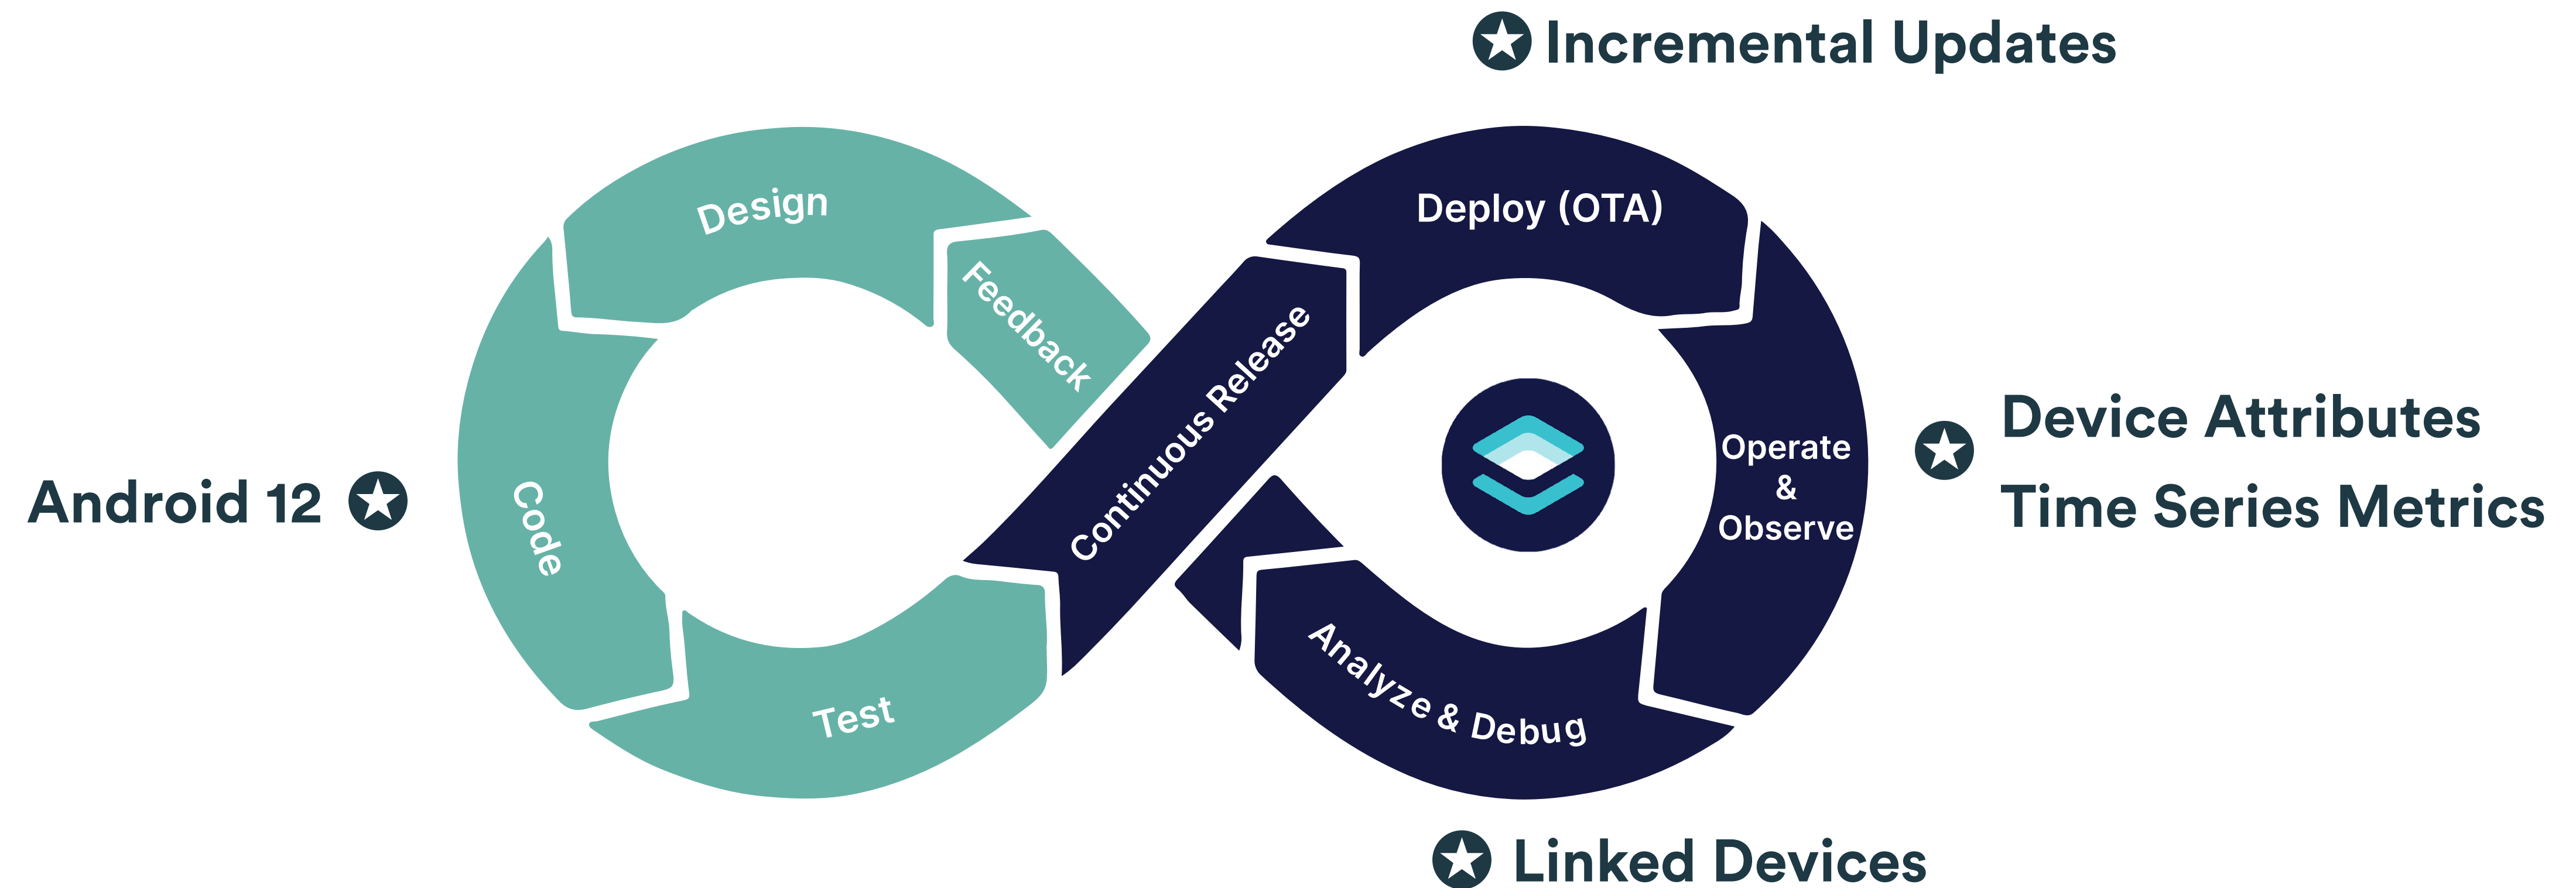 Incremental Updates
Design
Deploy (OTA)
Feedback
Continuous Release
Android 12
Code
Operate
&
Observe
Device Attributes
Time Series Metrics
Test
Analyze & Debug
Linked Devices